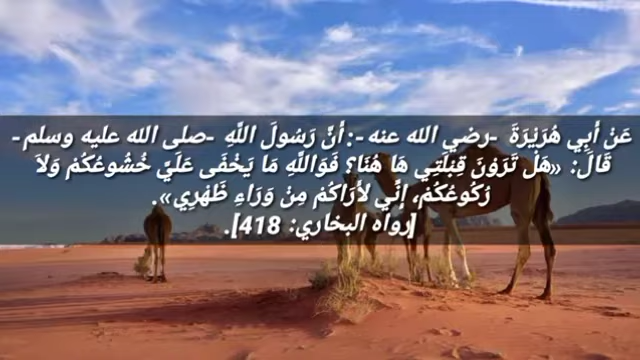 عَنْ أَبِي هُرَيْرَةَ -رضي الله عنه-: أَنَّ رَسُولَ اللَّهِ -صلى الله عليه وسلم-
قَالَ: «هَلْ تَرَوْنَ قِبْلَتِي هَا هُنَا؟ فَوَاللَّهِ مَا يَخْفَى عَلَيَّ خُشُوعُكُمْ وَلاَ
رُكُوعُكُمْ، إِنِّي لأَرَاكُمْ مِنْ وَرَاءِ ظَهْرِي».
[رواه البخاري: 418].